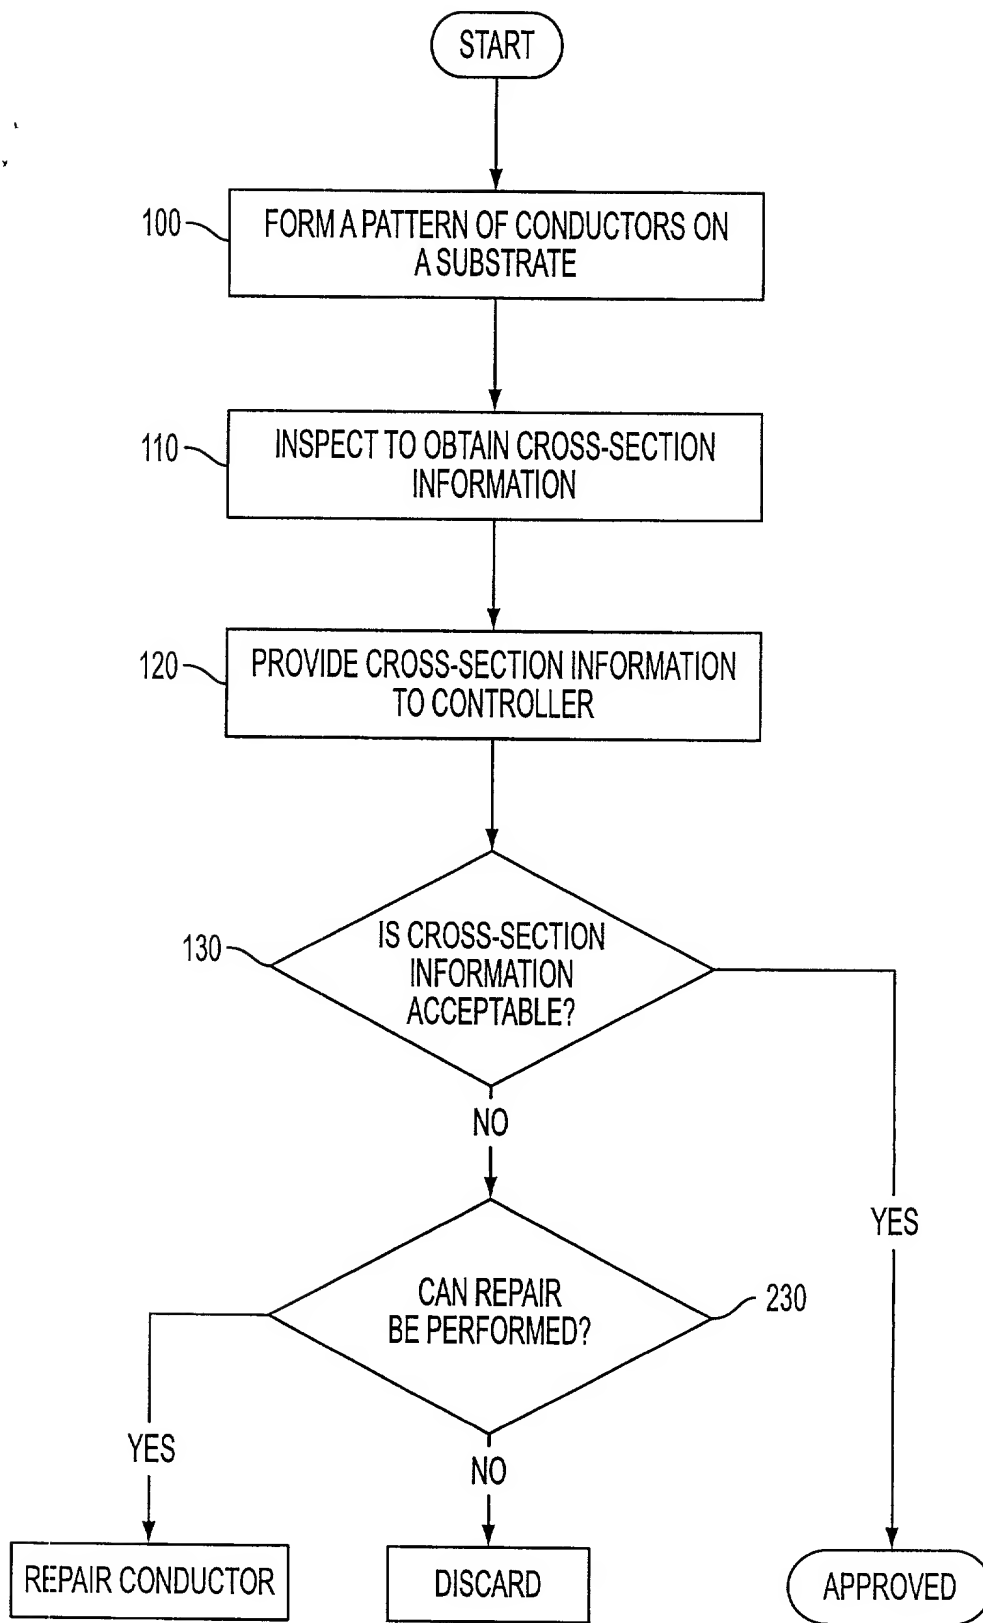 START
100
FORM A PATTERN OF CONDUCTORS ON
A SUBSTRATE
110
INSPECT TO OBTAIN CROSS-SECTION
INFORMATION
120
PROVIDE CROSS-SECTION INFORMATION
TO CONTROLLER
130
IS CROSS-SECTION
INFORMATION
ACCEPTABLE?
NO
YES
CAN REPAIR
BE PERFORMED?
230
YES
NO
REPAIR CONDUCTOR
DISCARD
APPROVED